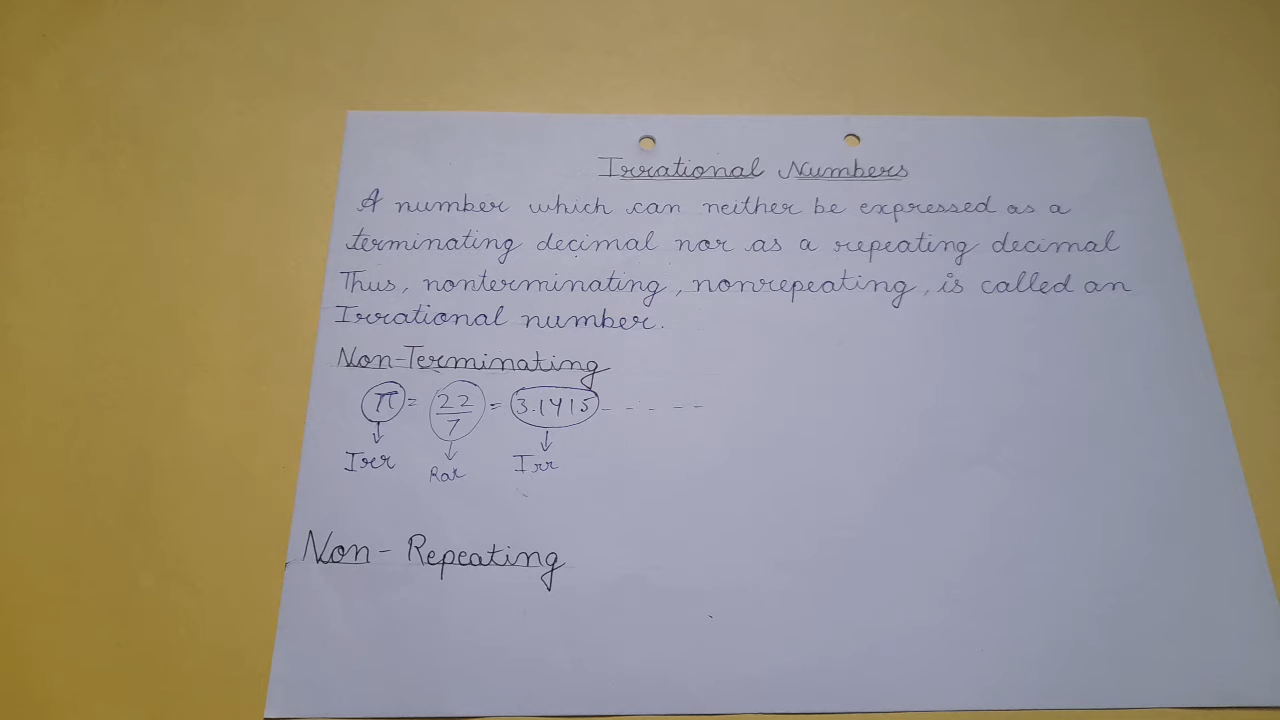 Irrational Numbers
A number which can neither be expressed as a
terminating decimal nor as a repeating decimal
Thus, nonterminating, nonrepeating, is called an
Irrational number.
Non-Terminating
π = 22/7 = 3.1415 - - - - -
Irr Rat Irr
Non-Repeating